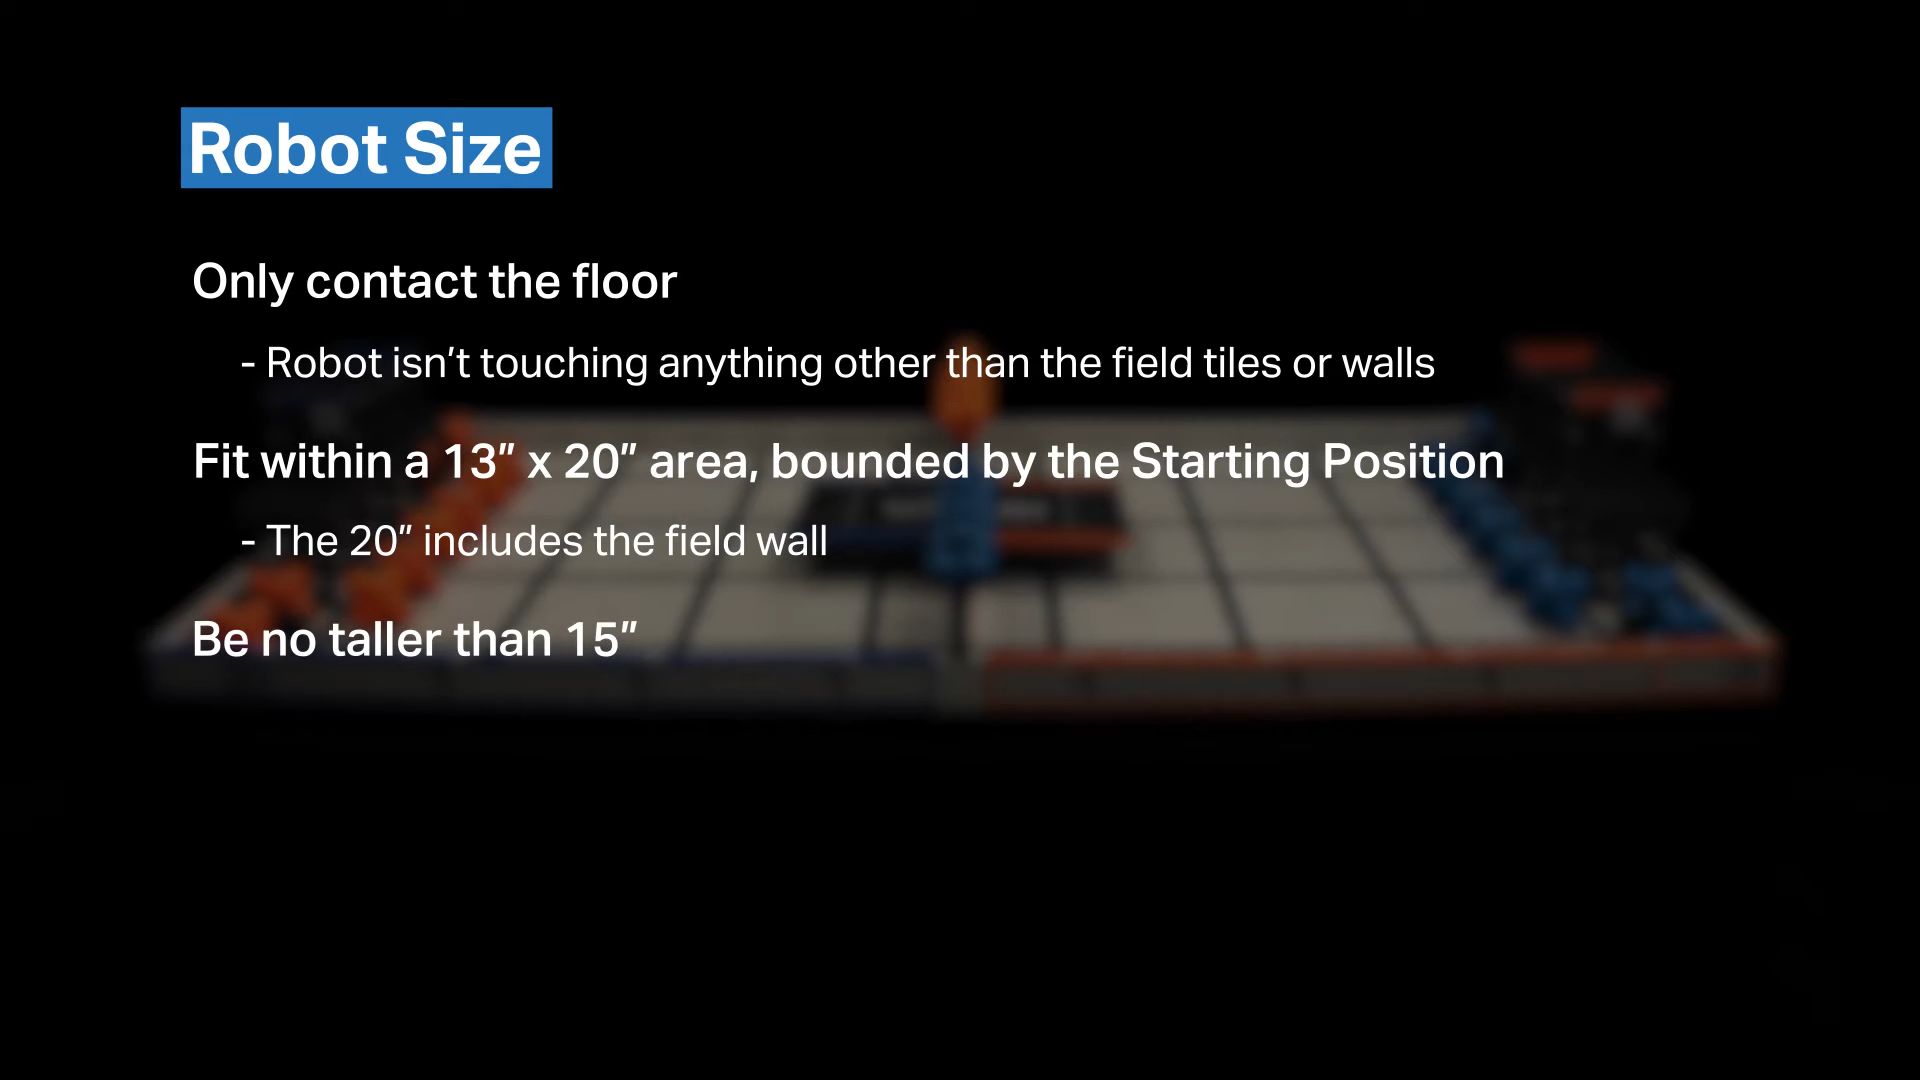 Robot Size
Only contact the floor
- Robot isn’t touching anything other than the field tiles or walls
Fit within a 13” x 20” area, bounded by the Starting Position
- The 20” includes the field wall
Be no taller than 15”